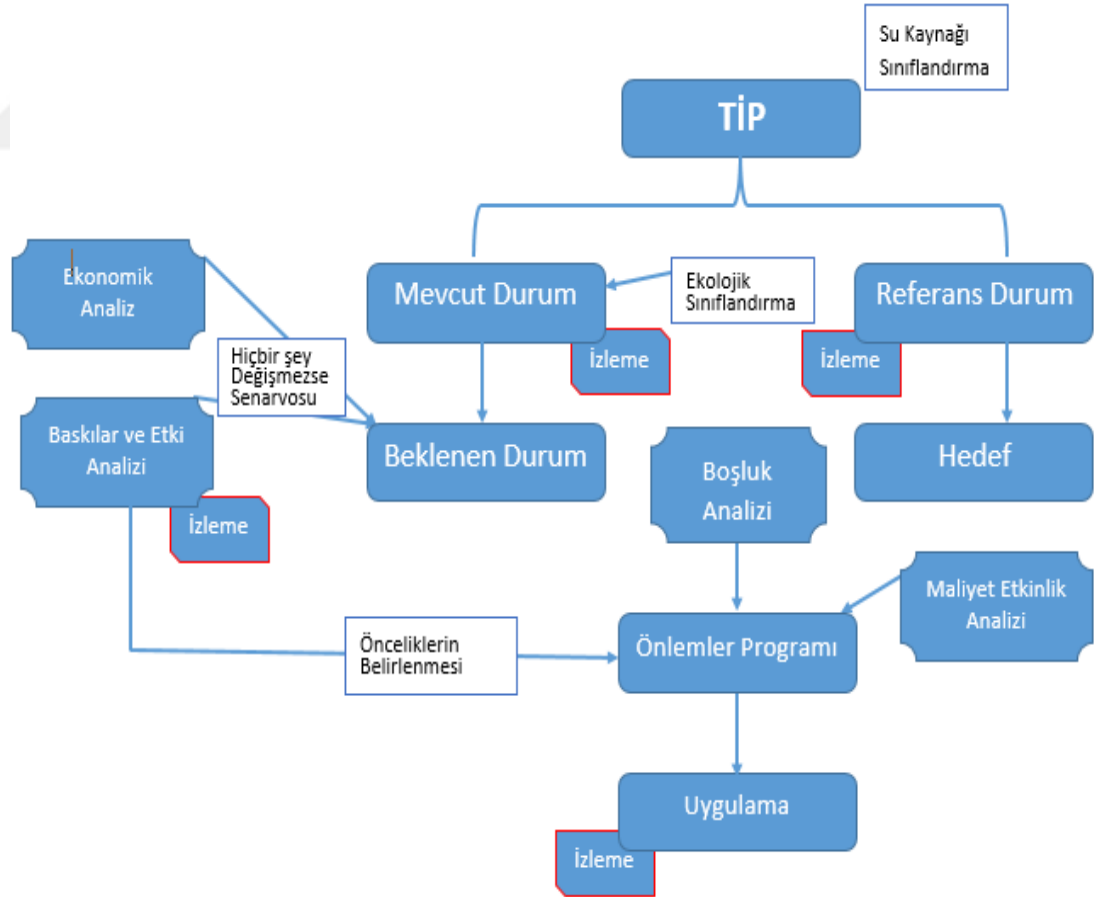 Su Kaynağı
Sınıflandırma
TİP
Ekonomik
Analiz
Mevcut Durum
Ekolojik
Sınıflandırma
Referans Durum
İzleme
İzleme
Hiçbir şey
Değişmezse
Senarvosu
Baskılar ve Etki
Analizi
Beklenen Durum
Boşluk
Analizi
Hedef
İzleme
Maliyet Etkinlik
Analizi
Önceliklerin
Belirlenmesi
Önlemler Programı
Uygulama
İzleme